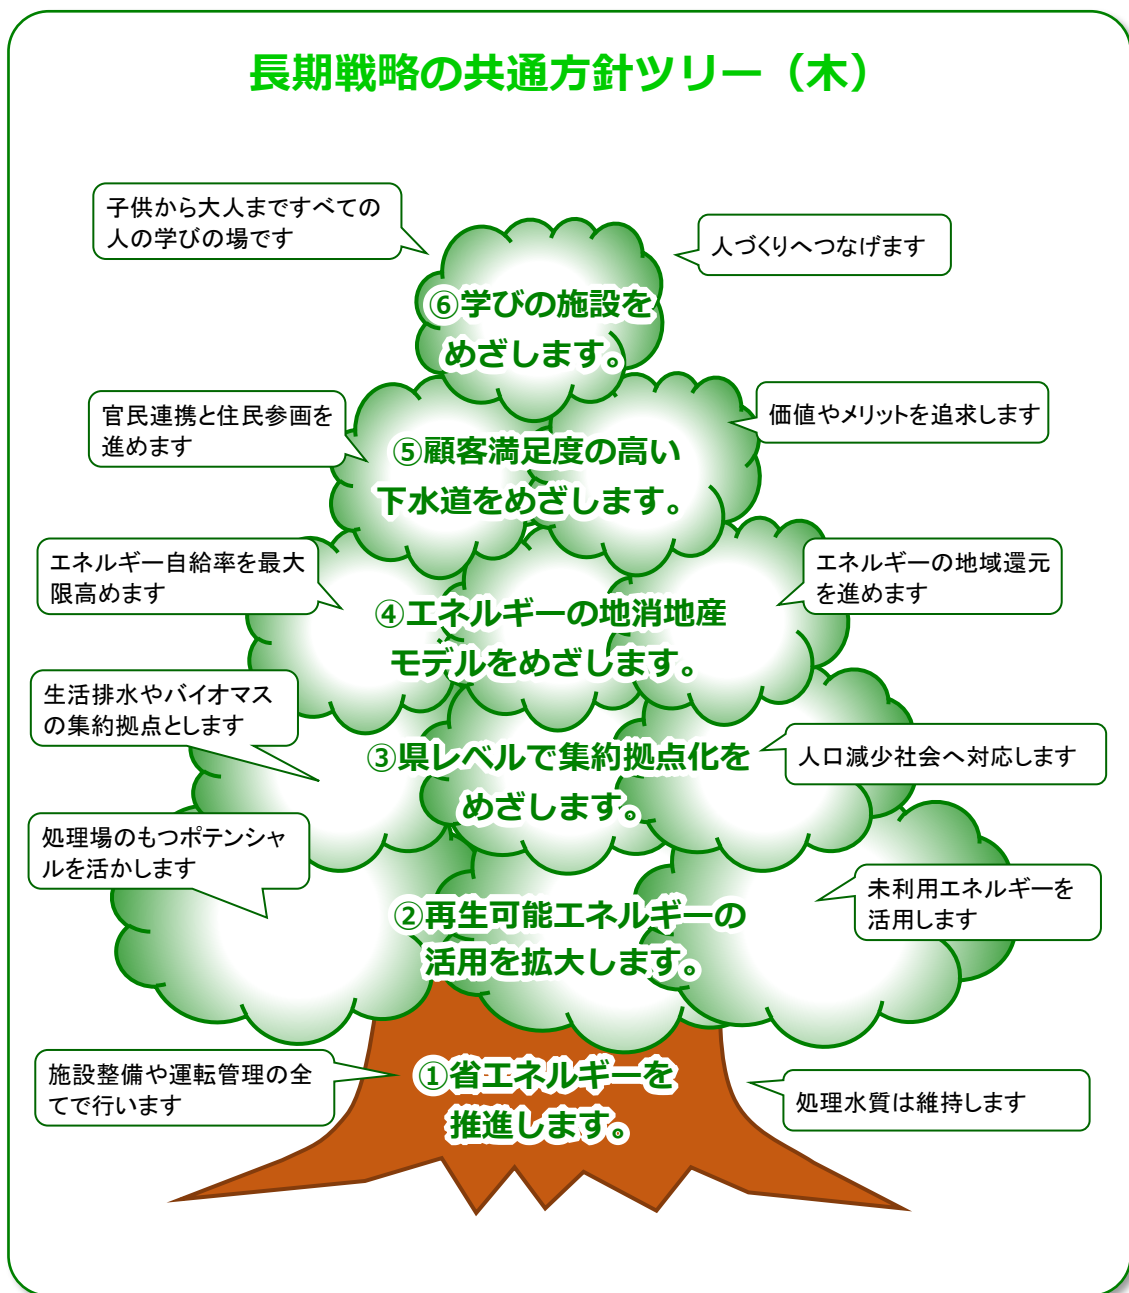 長期戦略の共通方針ツリー（木）
子供から大人まですべての
人の学びの場です
人づくりへつなげます
⑥学びの施設を
めざします。
官民連携と住民参画を
進めます
価値やメリットを追求します
⑤顧客満足度の高い
下水道をめざします。
エネルギー自給率を最大
限高めます
エネルギーの地域還元
を進めます
④エネルギーの地消地産
モデルをめざします。
生活排水やバイオマス
の集約拠点とします
人口減少社会へ対応します
③県レベルで集約拠点化を
めざします。
処理場のもつポテンシャ
ルを活かします
未利用エネルギーを
活用します
②再生可能エネルギーの
活用を拡大します。
施設整備や運転管理の全
てで行います
処理水質は維持します
①省エネルギーを
推進します。